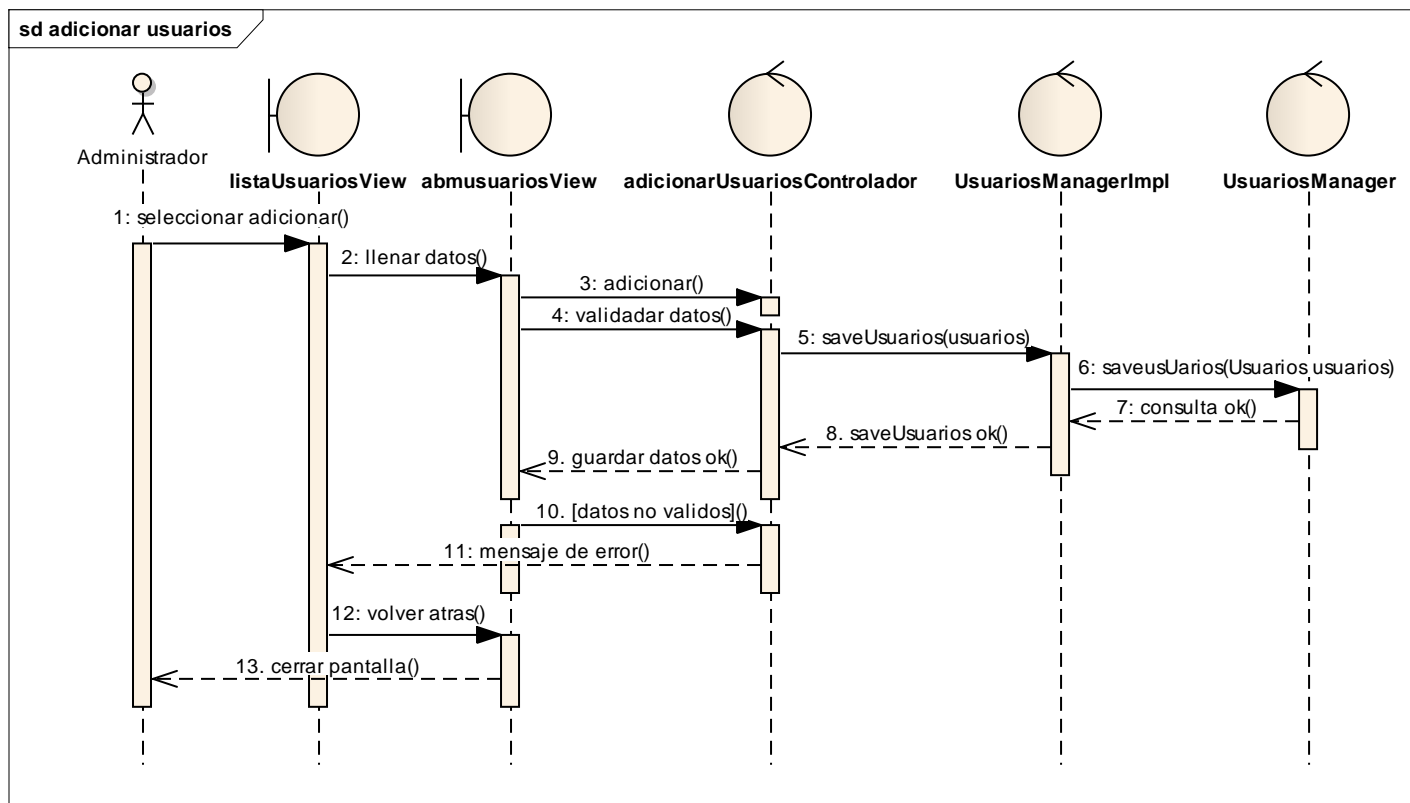 sd adicionar usuarios
Administrador
listaUsuariosView
abmusuariosView
adicionarUsuariosControlador
UsuariosManagerImpl
UsuariosManager
1: seleccionar adicionar()
2: llenar datos()
3: adicionar()
4: validadar datos()
5: saveUsuarios(usuarios)
6: saveusUarios(Usuarios usuarios)
7: consulta ok()
8. saveUsuarios ok()
9. guardar datos ok()
10. [datos no validos]()
11: mensaje de error()
12: volver atras()
13. cerrar pantalla()